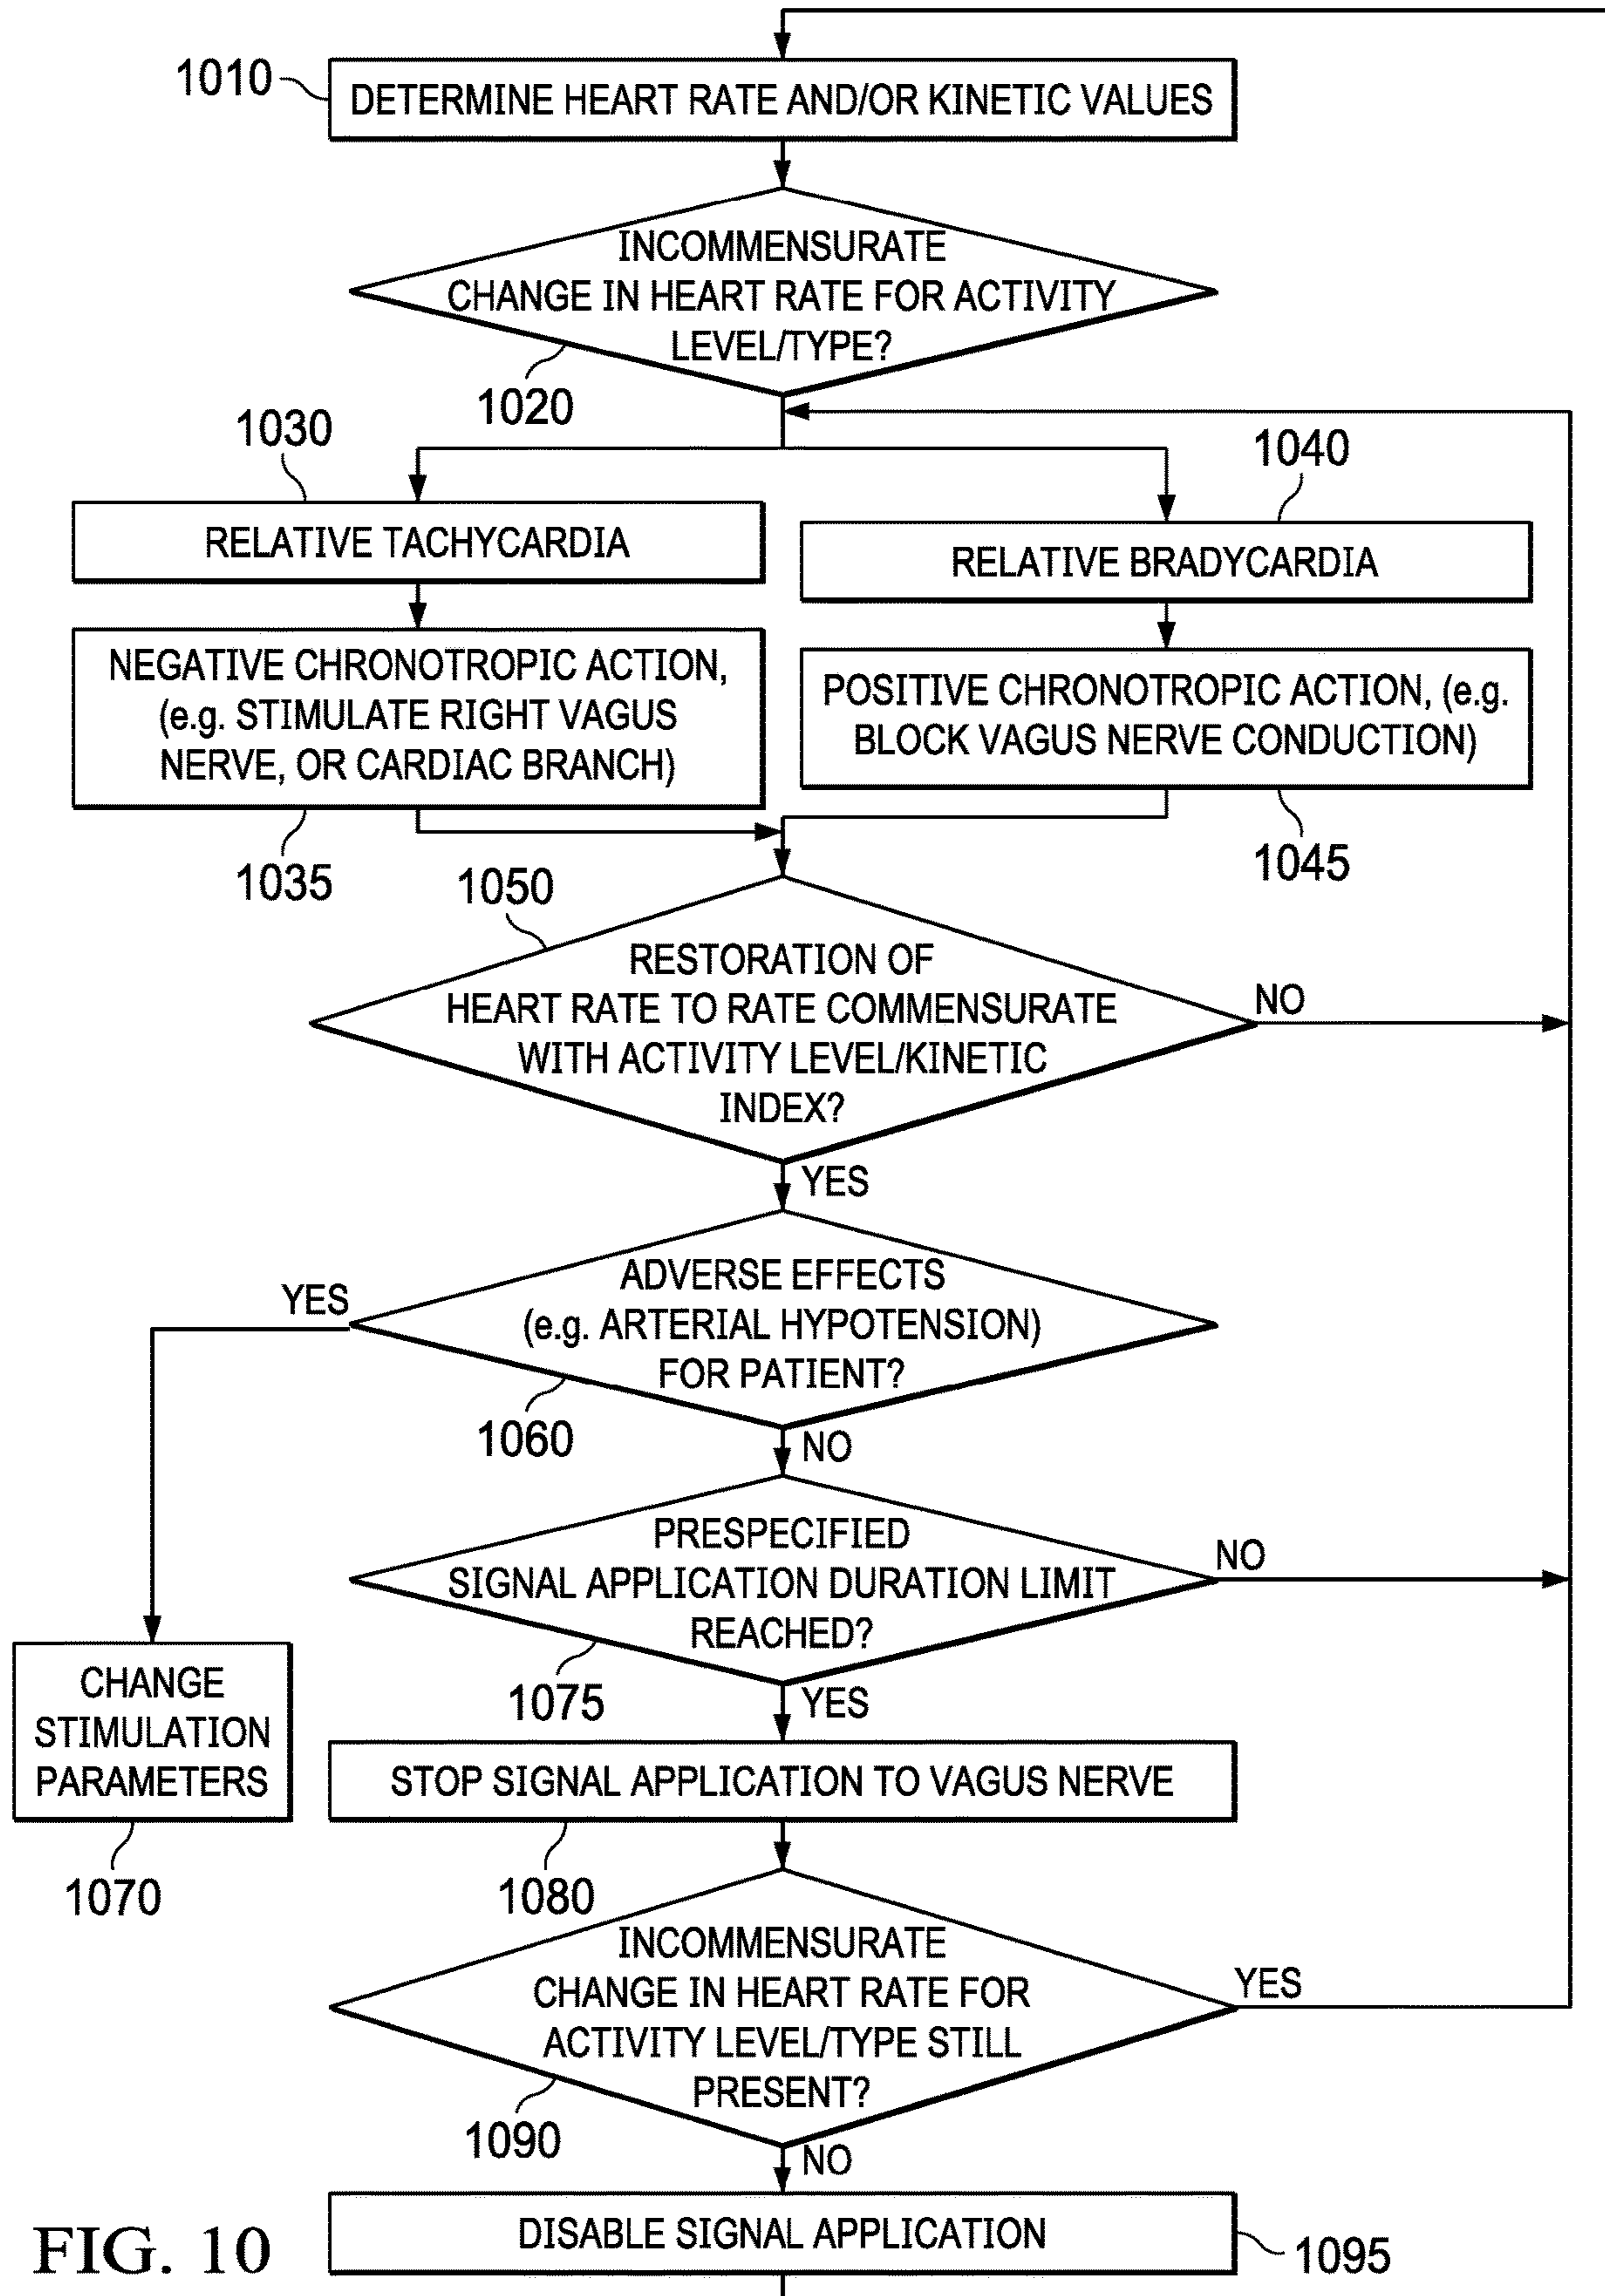 1010
DETERMINE HEART RATE AND/OR KINETIC VALUES
INCOMMENSURATE
CHANGE IN HEART RATE FOR ACTIVITY
LEVEL/TYPE?
1020
1030
1040
RELATIVE TACHYCARDIA
RELATIVE BRADYCARDIA
NEGATIVE CHRONOTROPIC ACTION,
(e.g. STIMULATE RIGHT VAGUS
NERVE, OR CARDIAC BRANCH)
POSITIVE CHRONOTROPIC ACTION, (e.g.
BLOCK VAGUS NERVE CONDUCTION)
1035
1045
1050
RESTORATION OF
HEART RATE TO RATE COMMENSURATE
WITH ACTIVITY LEVEL/KINETIC
INDEX?
NO
YES
ADVERSE EFFECTS
(e.g. ARTERIAL HYPOTENSION)
FOR PATIENT?
YES
1060
NO
PRESPECIFIED
SIGNAL APPLICATION DURATION LIMIT
REACHED?
NO
1075
YES
CHANGE
STIMULATION
PARAMETERS
1070
STOP SIGNAL APPLICATION TO VAGUS NERVE
1080
INCOMMENSURATE
CHANGE IN HEART RATE FOR
ACTIVITY LEVEL/TYPE STILL
PRESENT?
YES
1090
NO
DISABLE SIGNAL APPLICATION
1095
FIG. 10